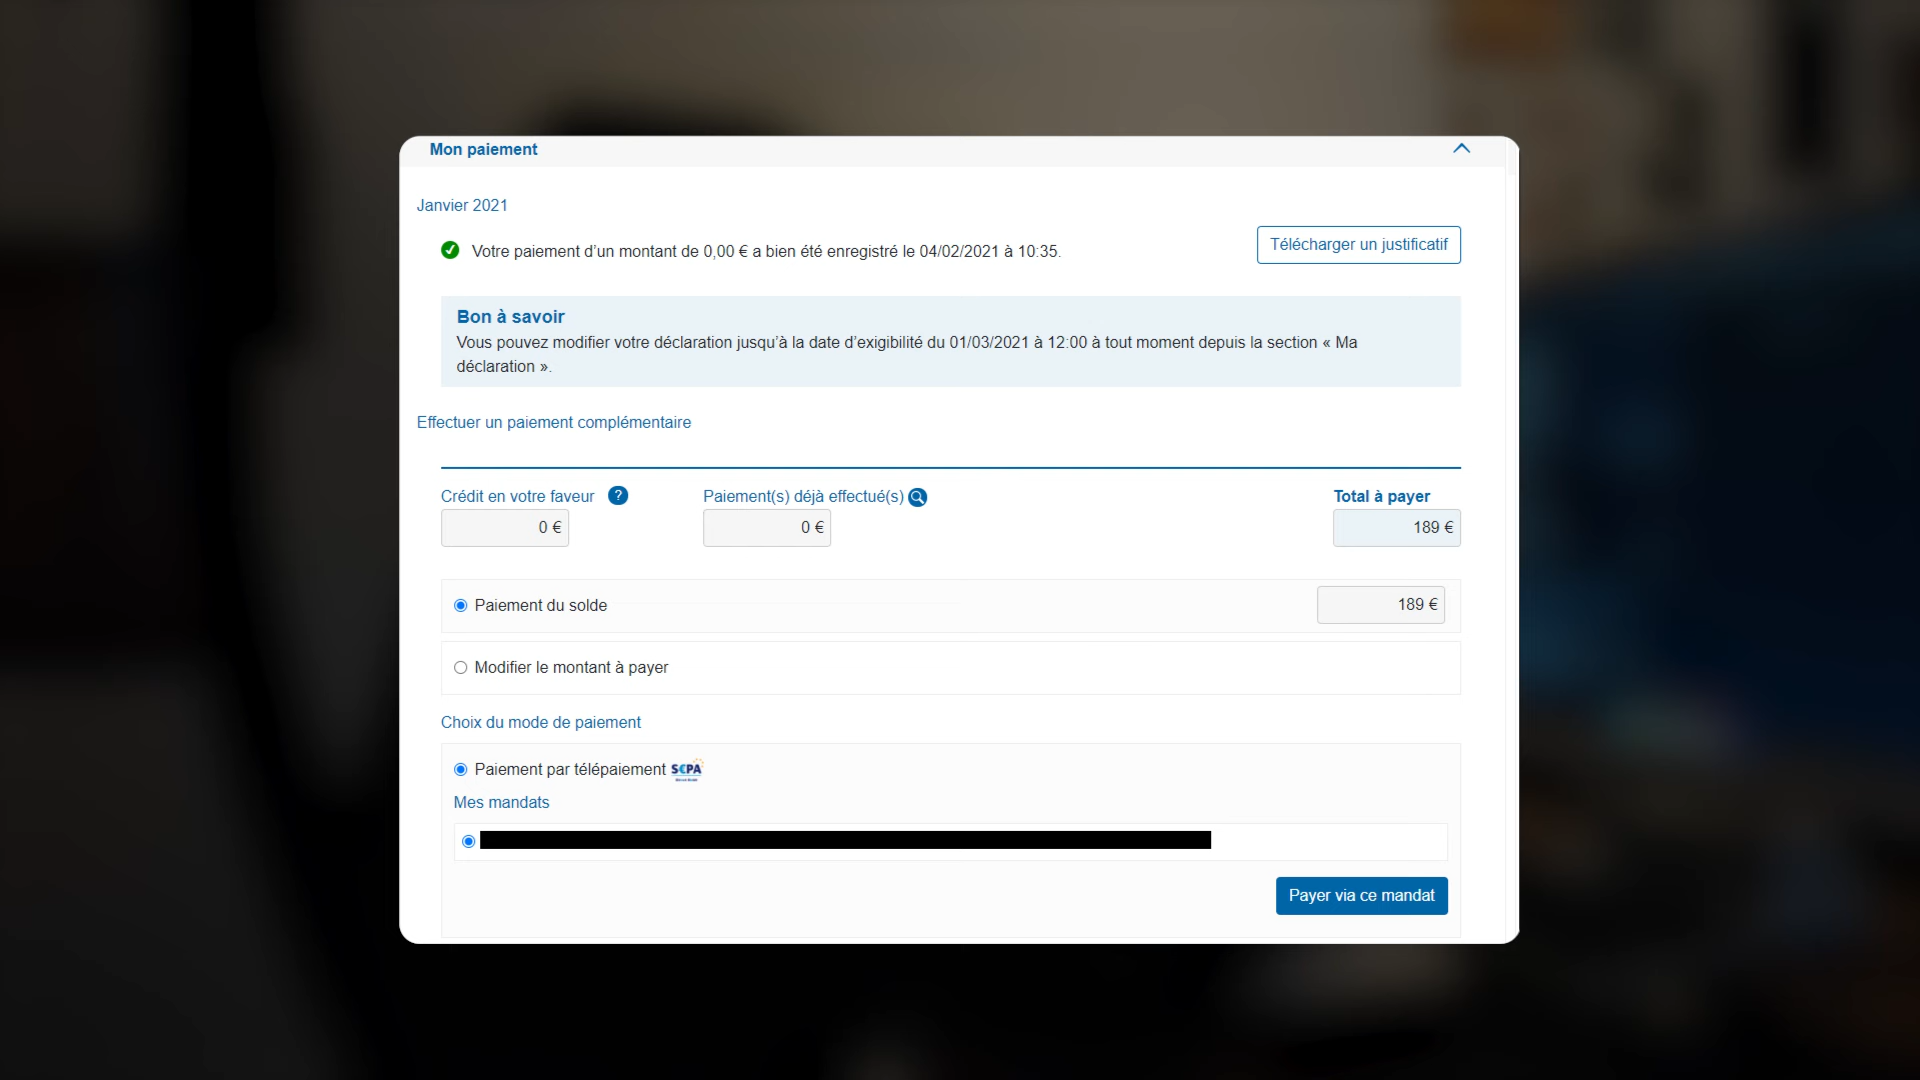 Mon paiement
Janvier 2021
Votre paiement d'un montant de 0,00 € a bien été enregistré le 04/02/2021 à 10:35.
Télécharger un justificatif
Bon à savoir
Vous pouvez modifier votre déclaration jusqu'à la date d'exigibilité du 01/03/2021 à 12:00 à tout moment depuis la section « Ma
déclaration ».
Effectuer un paiement complémentaire
Crédit en votre faveur ?
Paiement(s) déjà effectué(s)
Total à payer
0 €
0 €
189 €
Paiement du solde
189 €
Modifier le montant à payer
Choix du mode de paiement
Paiement par télépaiement S€PA
Mes mandats
Payer via ce mandat